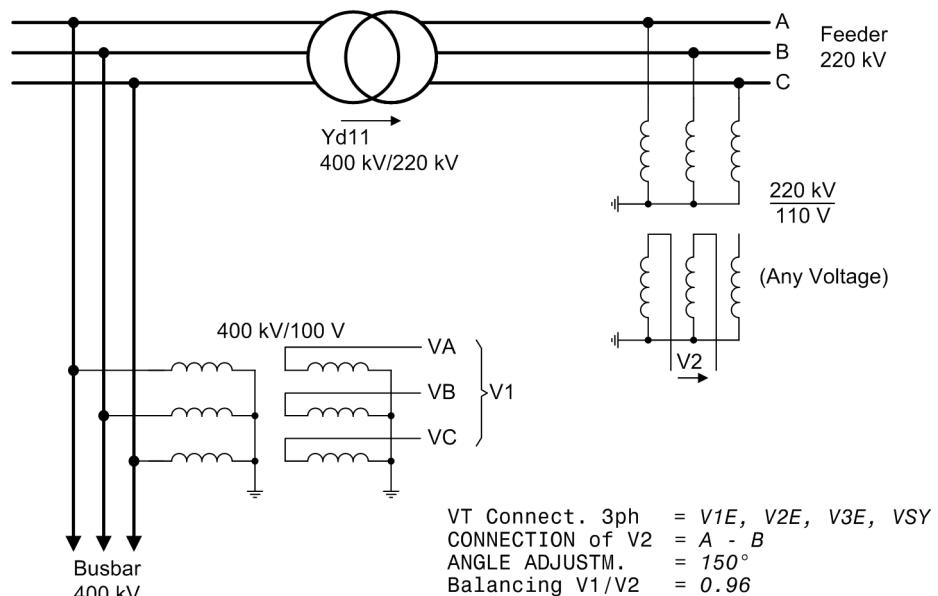 A
B
C
Feeder
220 kV
Yd11
400 kV/220 kV
220 kV
110 V
(Any Voltage)
V2
400 kV/100 V
VA
VB
VC
V1
VT Connect. 3ph = V1E, V2E, V3E, VSY
CONNECTION of V2 = A - B
ANGLE ADJUSTM. = 150°
Balancing V1/V2 = 0.96
Busbar
400 kV